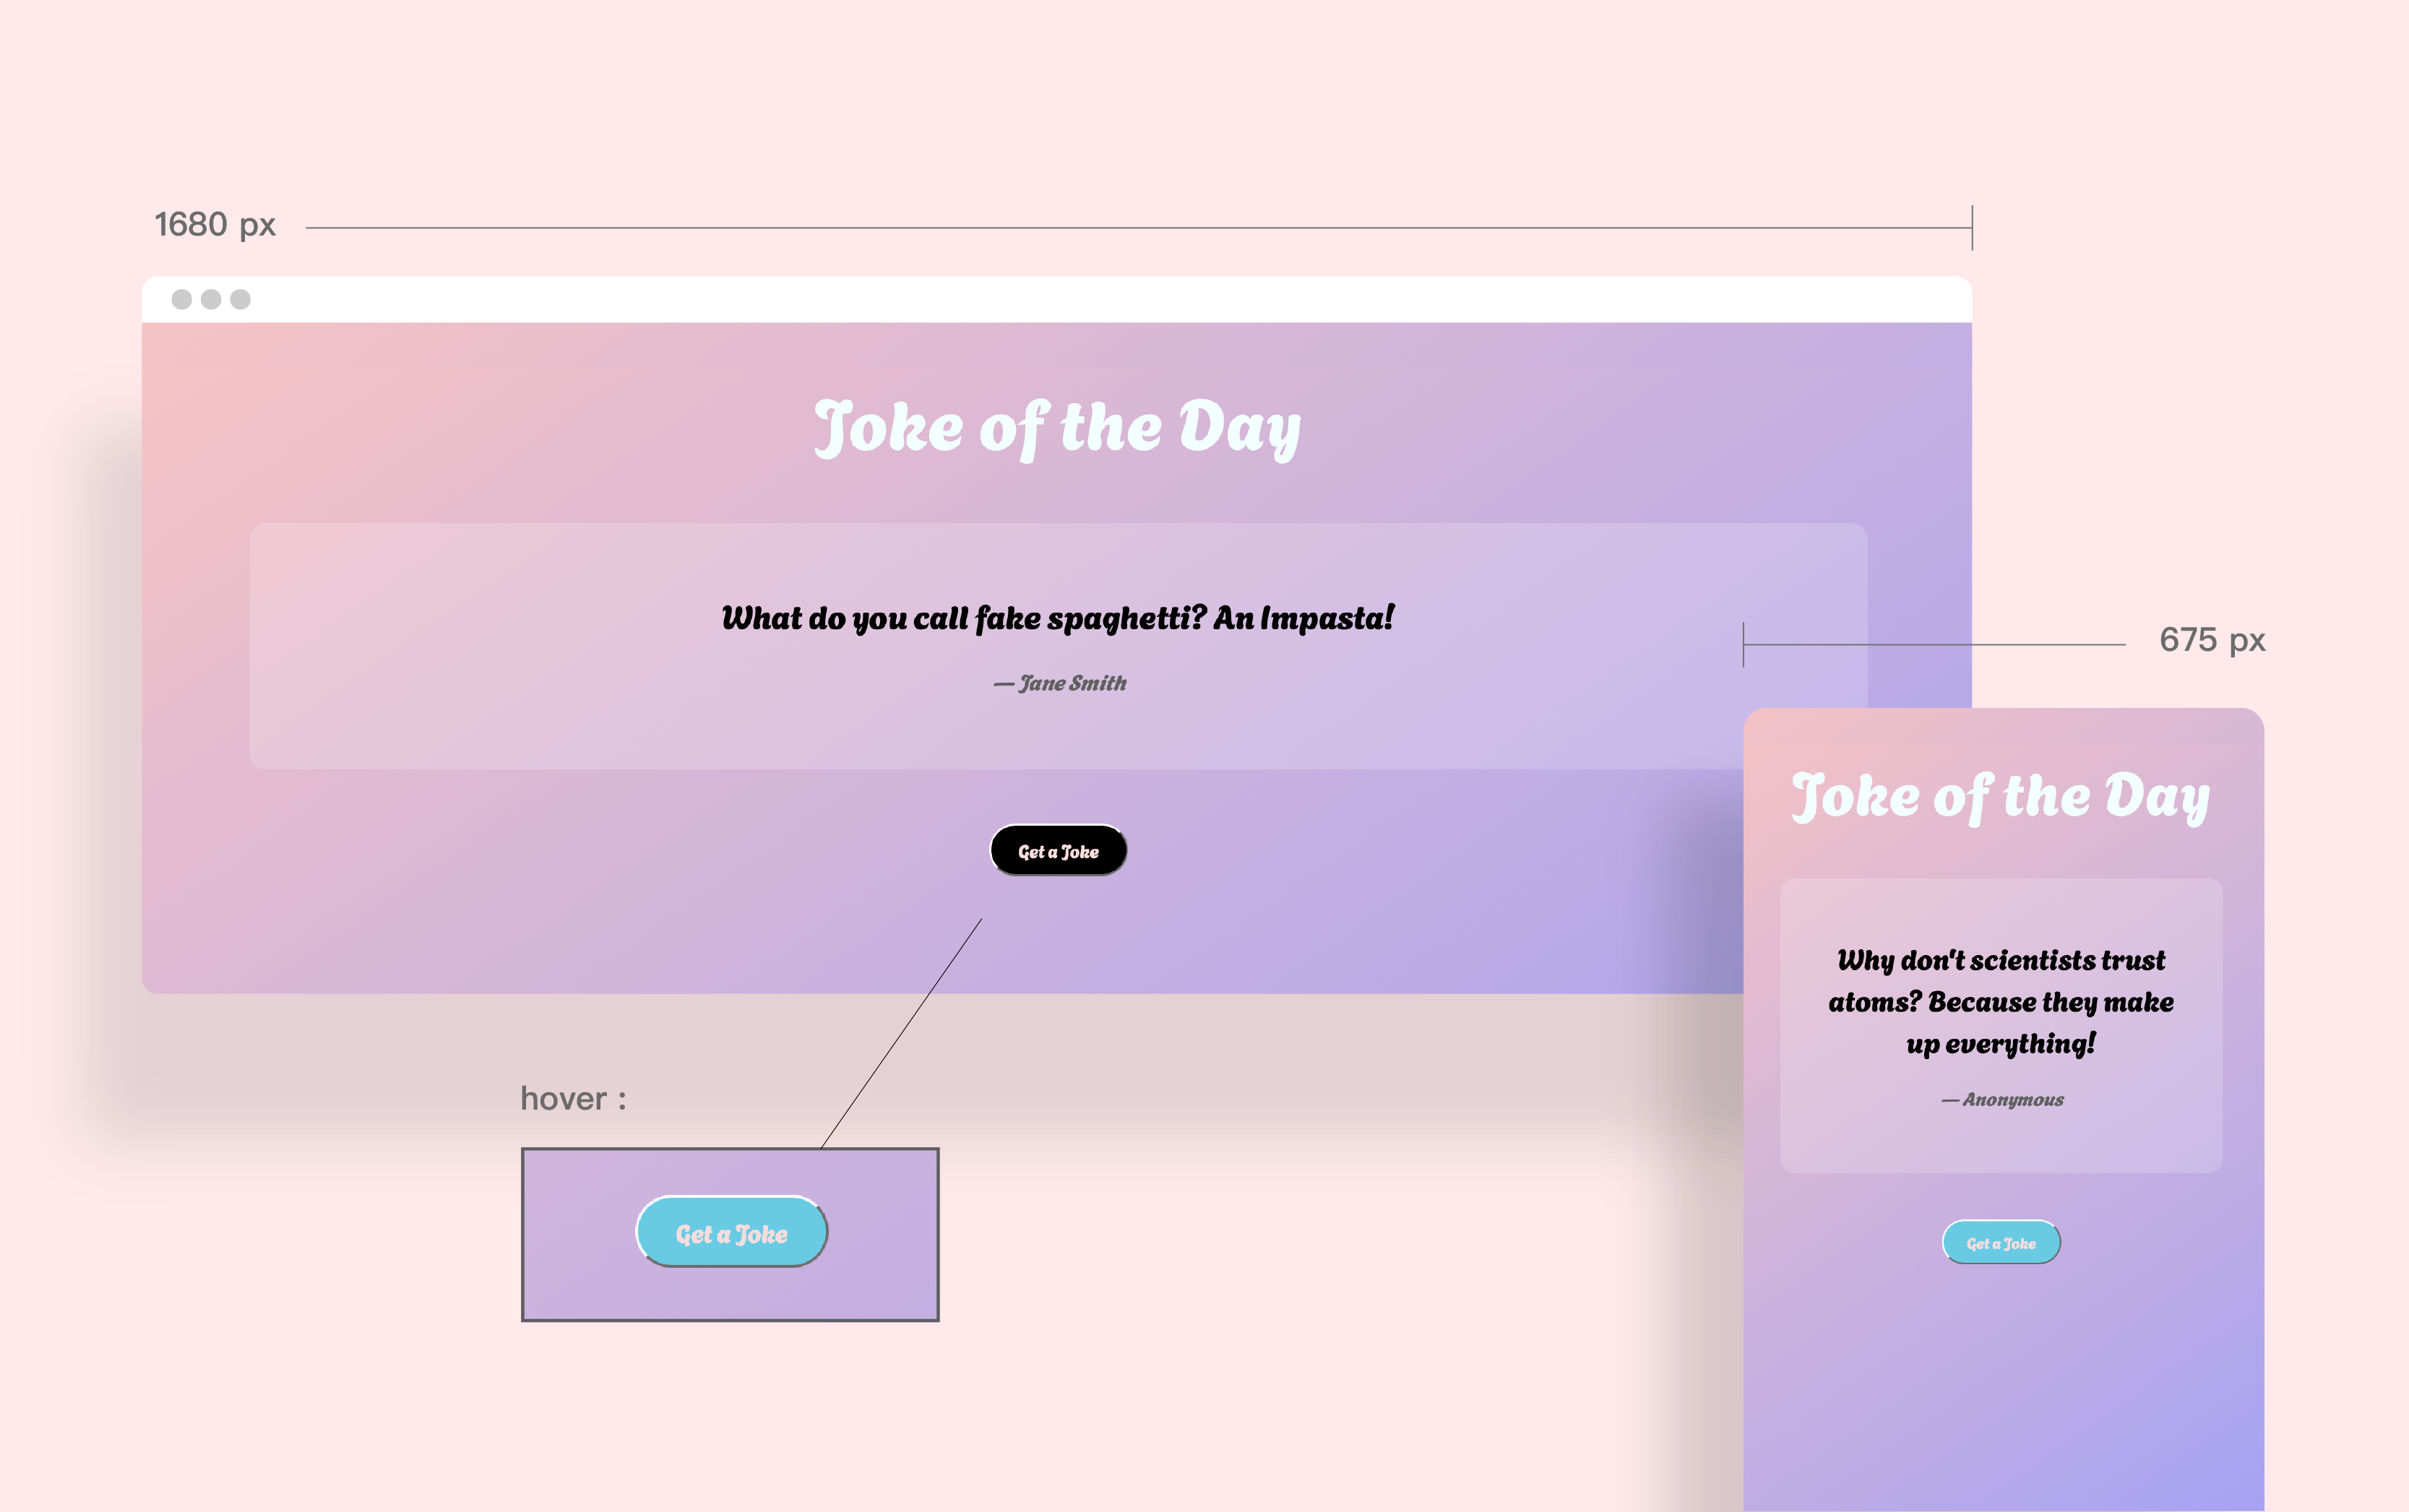 1680 px
Joke of the Day
What do you call fake spaghetti? An Impasta!
— Jane Smith
Get a Joke
675 px
Joke of the Day
Why don't scientists trust
atoms? Because they make
up everything!
— Anonymous
Get a Joke
hover :
Get a Joke